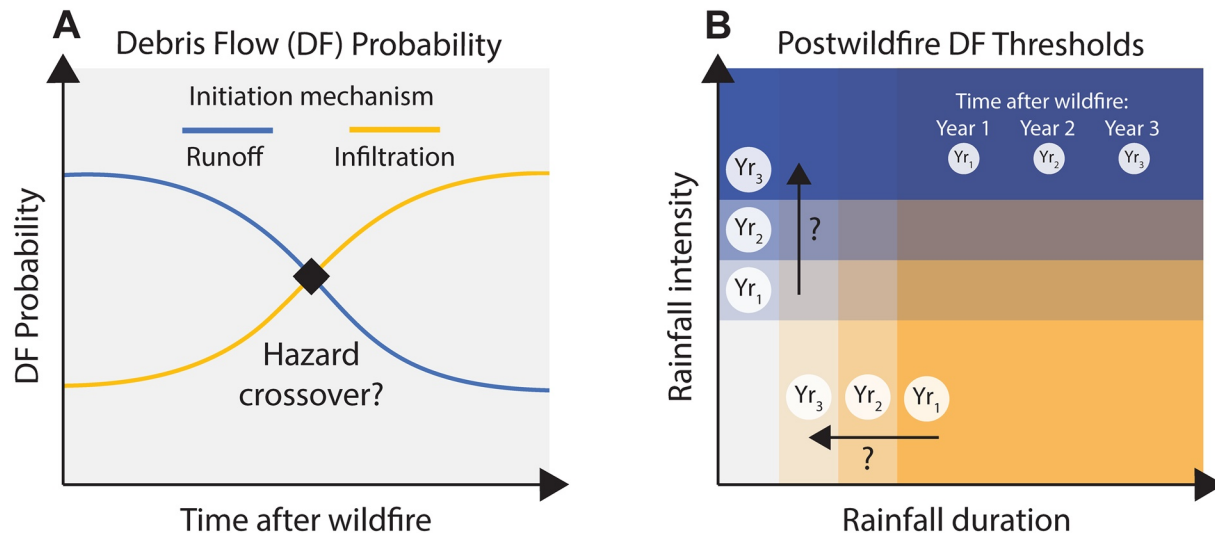 A
Debris Flow (DF) Probability
Initiation mechanism
Runoff
Infiltration
Hazard
crossover?
DF Probability
Time after wildfire
B
Postwildfire DF Thresholds
Time after wildfire:
Year 1 Year 2 Year 3
Yr₁ Yr₂ Yr₃
Yr₃
Yr₂
Yr₁
?
Yr₃ Yr₂ Yr₁
?
Rainfall intensity
Rainfall duration